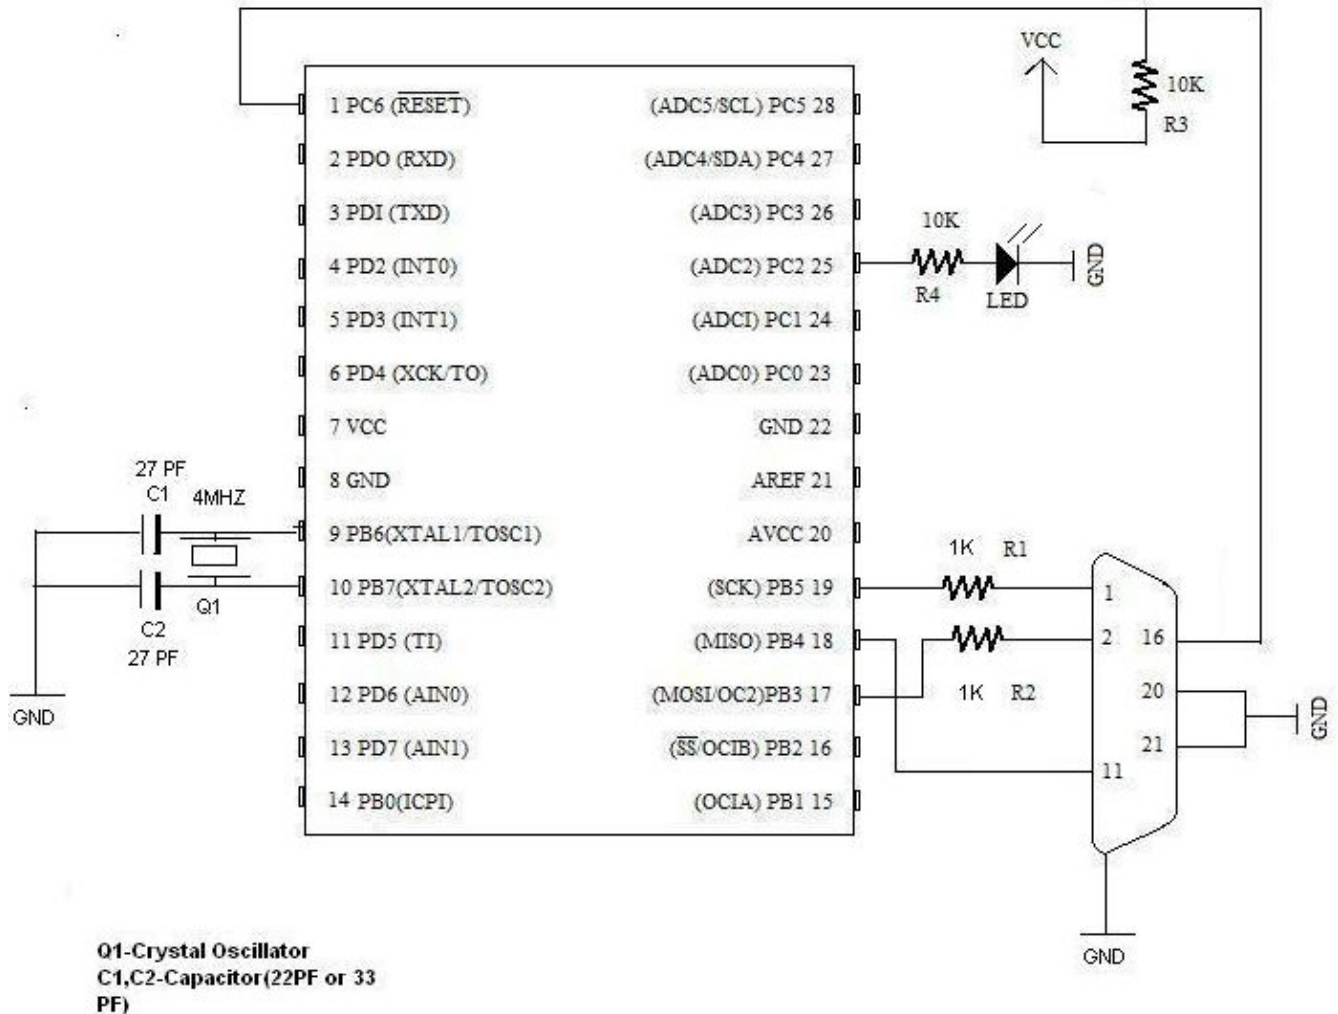 VCC
10K
R3
1 PC6 (RESET)
2 PDO (RXD)
3 PDI (TXD)
4 PD2 (INT0)
5 PD3 (INT1)
6 PD4 (XCK/TO)
7 VCC
8 GND
9 PB6(XTAL1/TOSC1)
10 PB7(XTAL2/TOSC2)
11 PD5 (TI)
12 PD6 (AIN0)
13 PD7 (AIN1)
14 PB0(ICPI)
(ADC5/SCL) PC5 28
(ADC4/SDA) PC4 27
(ADC3) PC3 26
(ADC2) PC2 25
(ADCI) PC1 24
(ADC0) PC0 23
GND 22
AREF 21
AVCC 20
(SCK) PB5 19
(MISO) PB4 18
(MOSI/OC2)PB3 17
(SS/OCIB) PB2 16
(OCIA) PB1 15
10K
R4
LED
GND
27 PF
C1
4MHZ
Q1
C2
27 PF
GND
1K R1
1K R2
1
2
11
16
20
21
GND
GND
Q1-Crystal Oscillator
C1,C2-Capacitor(22PF or 33
PF)